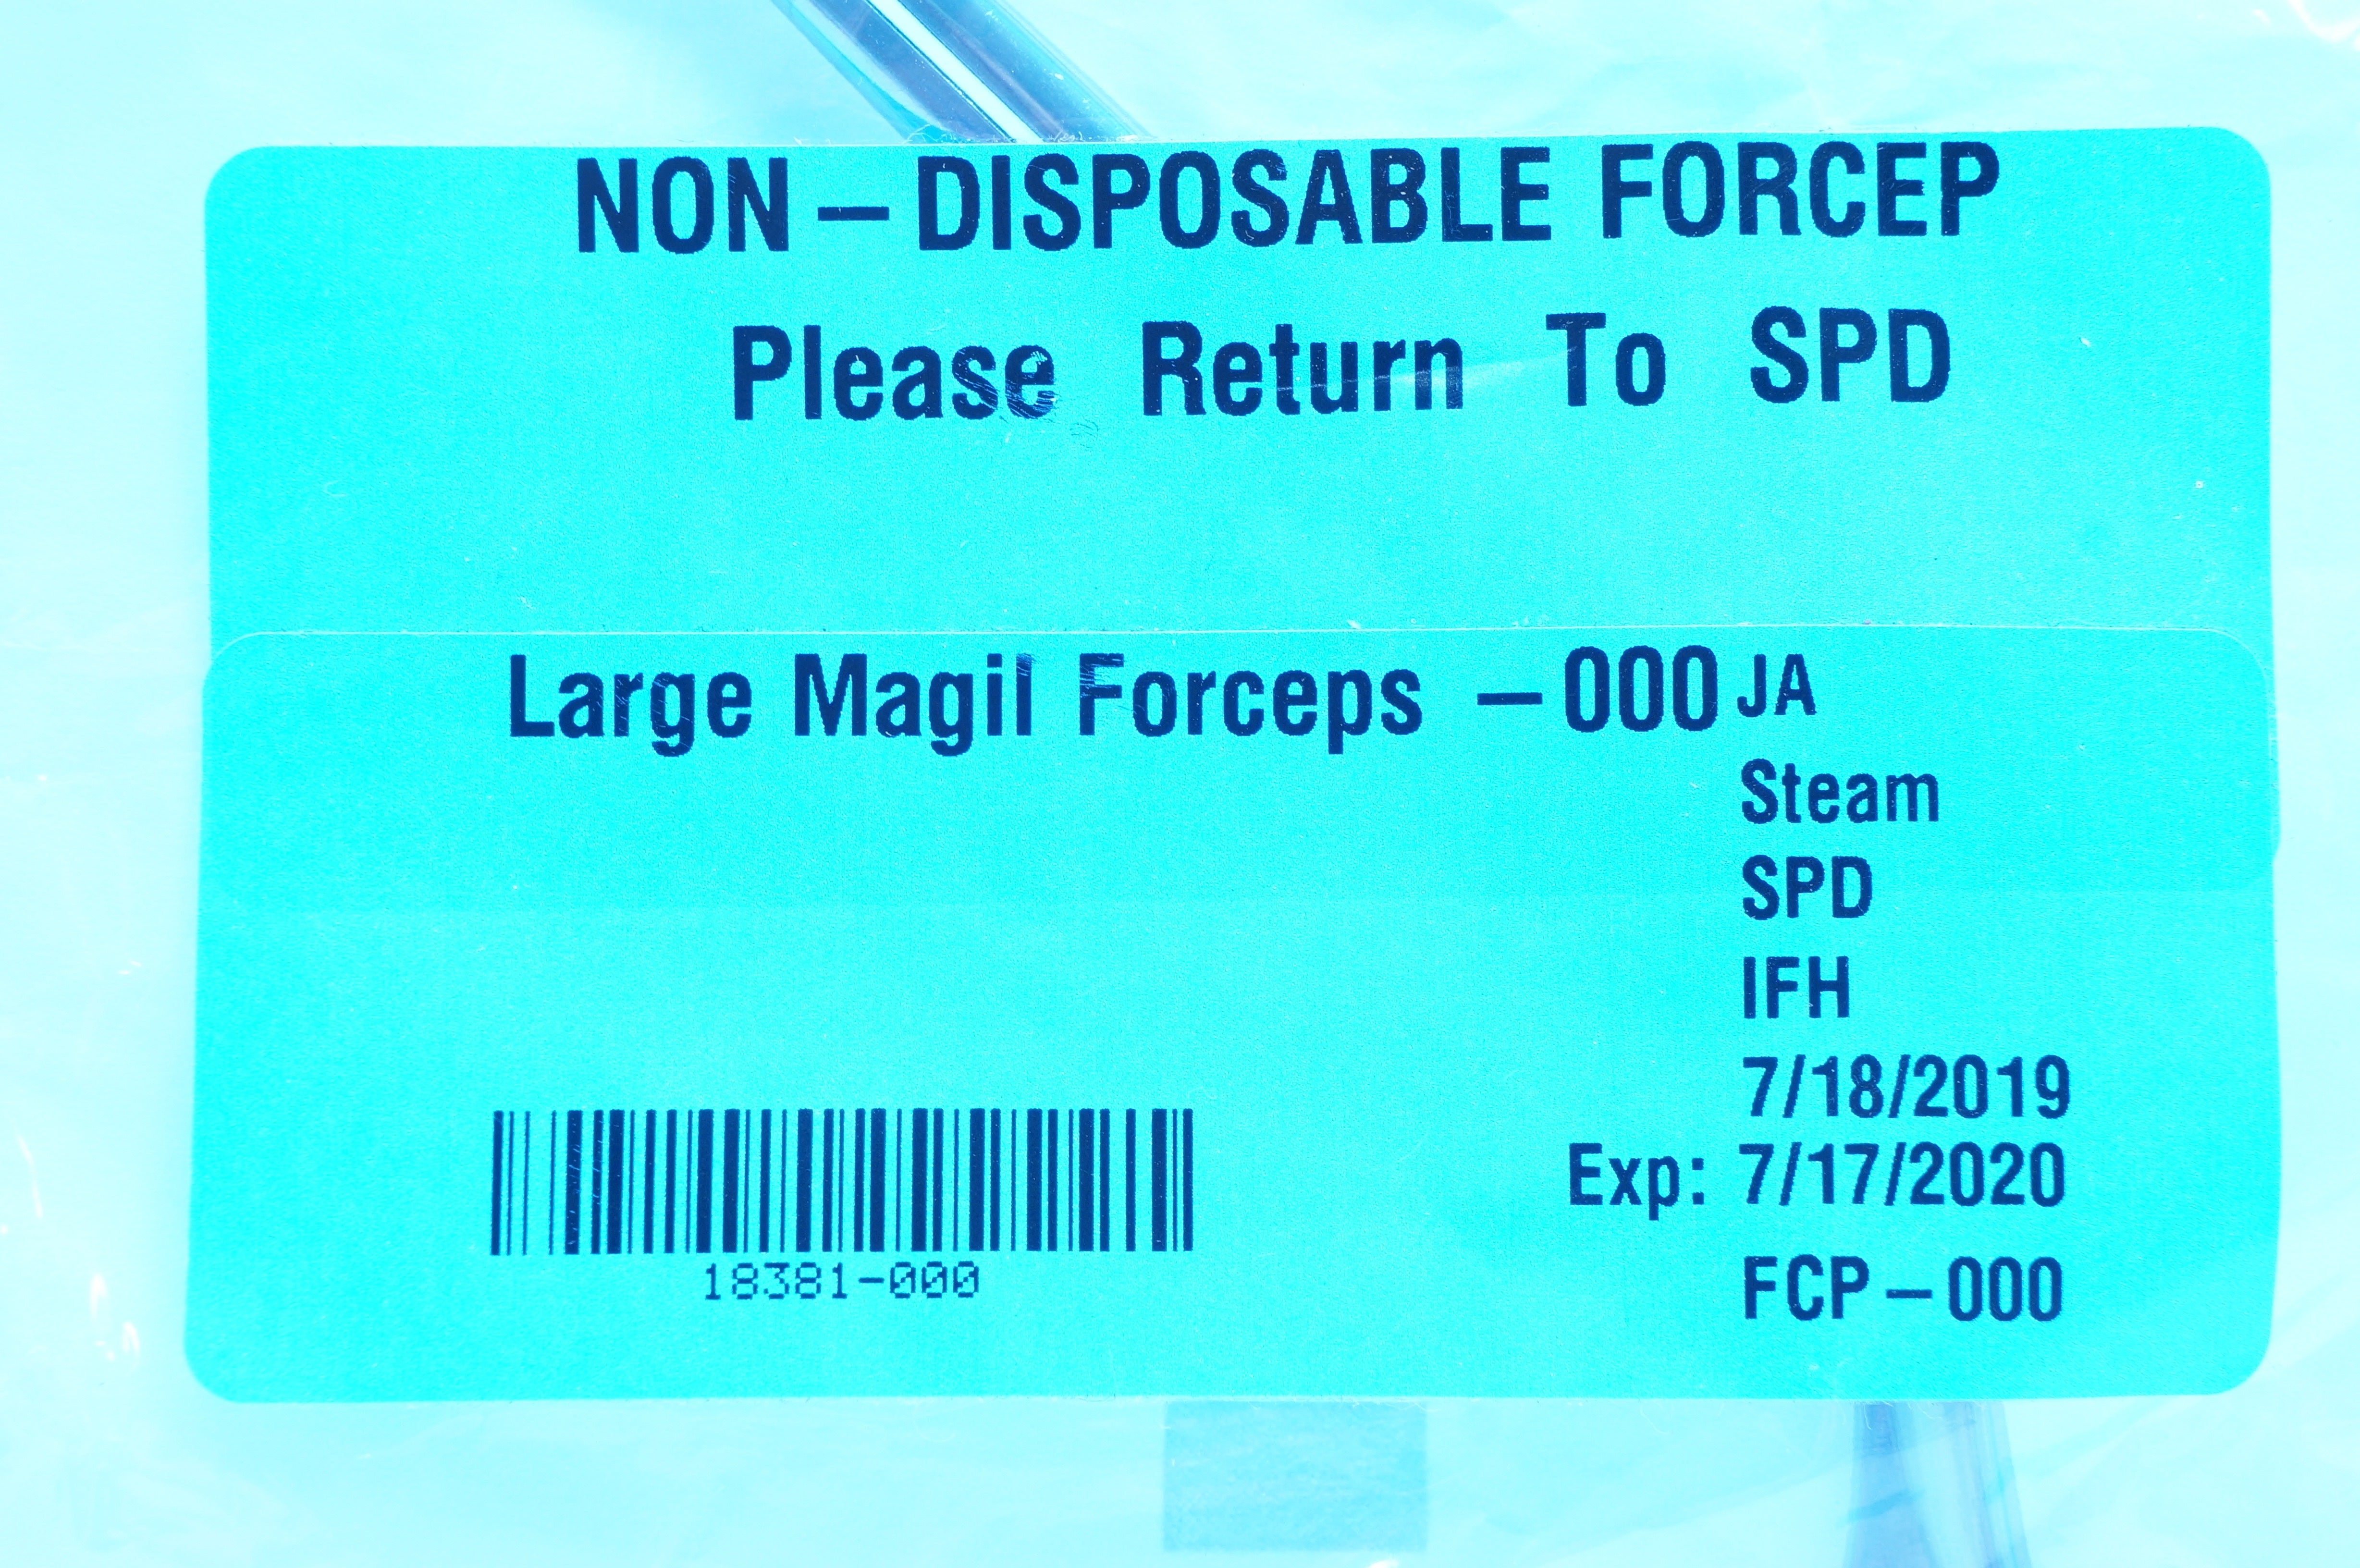 NON – DISPOSABLE FORCEP
Please Return To SPD
Large Magil Forceps – 000 JA
Steam
SPD
IFH
7/18/2019
Exp: 7/17/2020
18381-000
FCP – 000